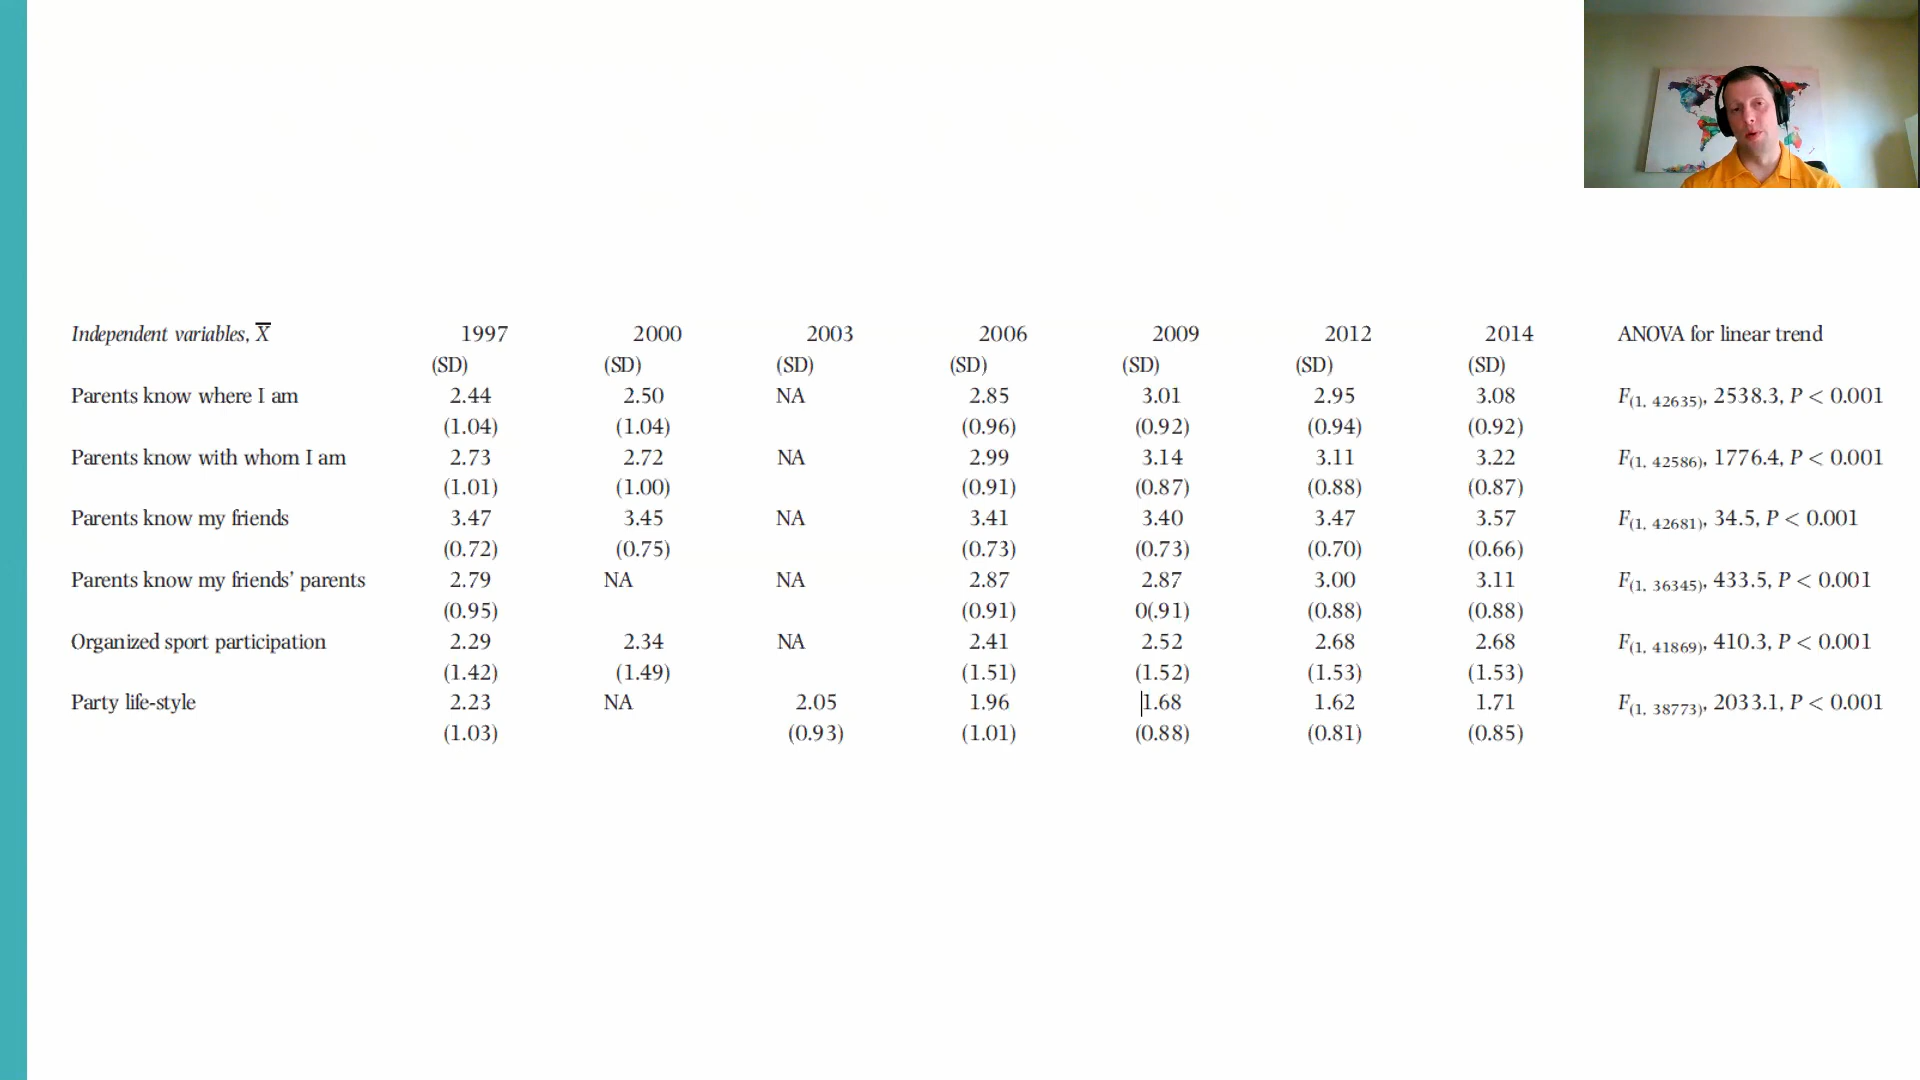 Independent variables, X̅ 1997 2000 2003 2006 2009 2012 2014 ANOVA for linear trend
(SD) (SD) (SD) (SD) (SD) (SD) (SD)
Parents know where I am 2.44 2.50 NA 2.85 3.01 2.95 3.08 F(1, 42635), 2538.3, P < 0.001
(1.04) (1.04) (0.96) (0.92) (0.94) (0.92)
Parents know with whom I am 2.73 2.72 NA 2.99 3.14 3.11 3.22 F(1, 42586), 1776.4, P < 0.001
(1.01) (1.00) (0.91) (0.87) (0.88) (0.87)
Parents know my friends 3.47 3.45 NA 3.41 3.40 3.47 3.57 F(1, 42681), 34.5, P < 0.001
(0.72) (0.75) (0.73) (0.73) (0.70) (0.66)
Parents know my friends' parents 2.79 NA NA 2.87 2.87 3.00 3.11 F(1, 36345), 433.5, P < 0.001
(0.95) (0.91) 0(.91) (0.88) (0.88)
Organized sport participation 2.29 2.34 NA 2.41 2.52 2.68 2.68 F(1, 41869), 410.3, P < 0.001
(1.42) (1.49) (1.51) (1.52) (1.53) (1.53)
Party life-style 2.23 NA 2.05 1.96 1.68 1.62 1.71 F(1, 38773), 2033.1, P < 0.001
(1.03) (0.93) (1.01) (0.88) (0.81) (0.85)